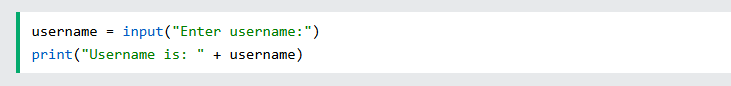 username = input("Enter username:")
print("Username is: " + username)